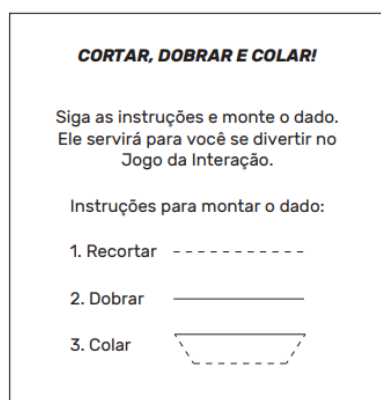 CORTAR, DOBRAR E COLAR!
Siga as instruções e monte o dado.
Ele servirá para você se divertir no
Jogo da Interação.
Instruções para montar o dado:
1. Recortar
2. Dobrar
3. Colar